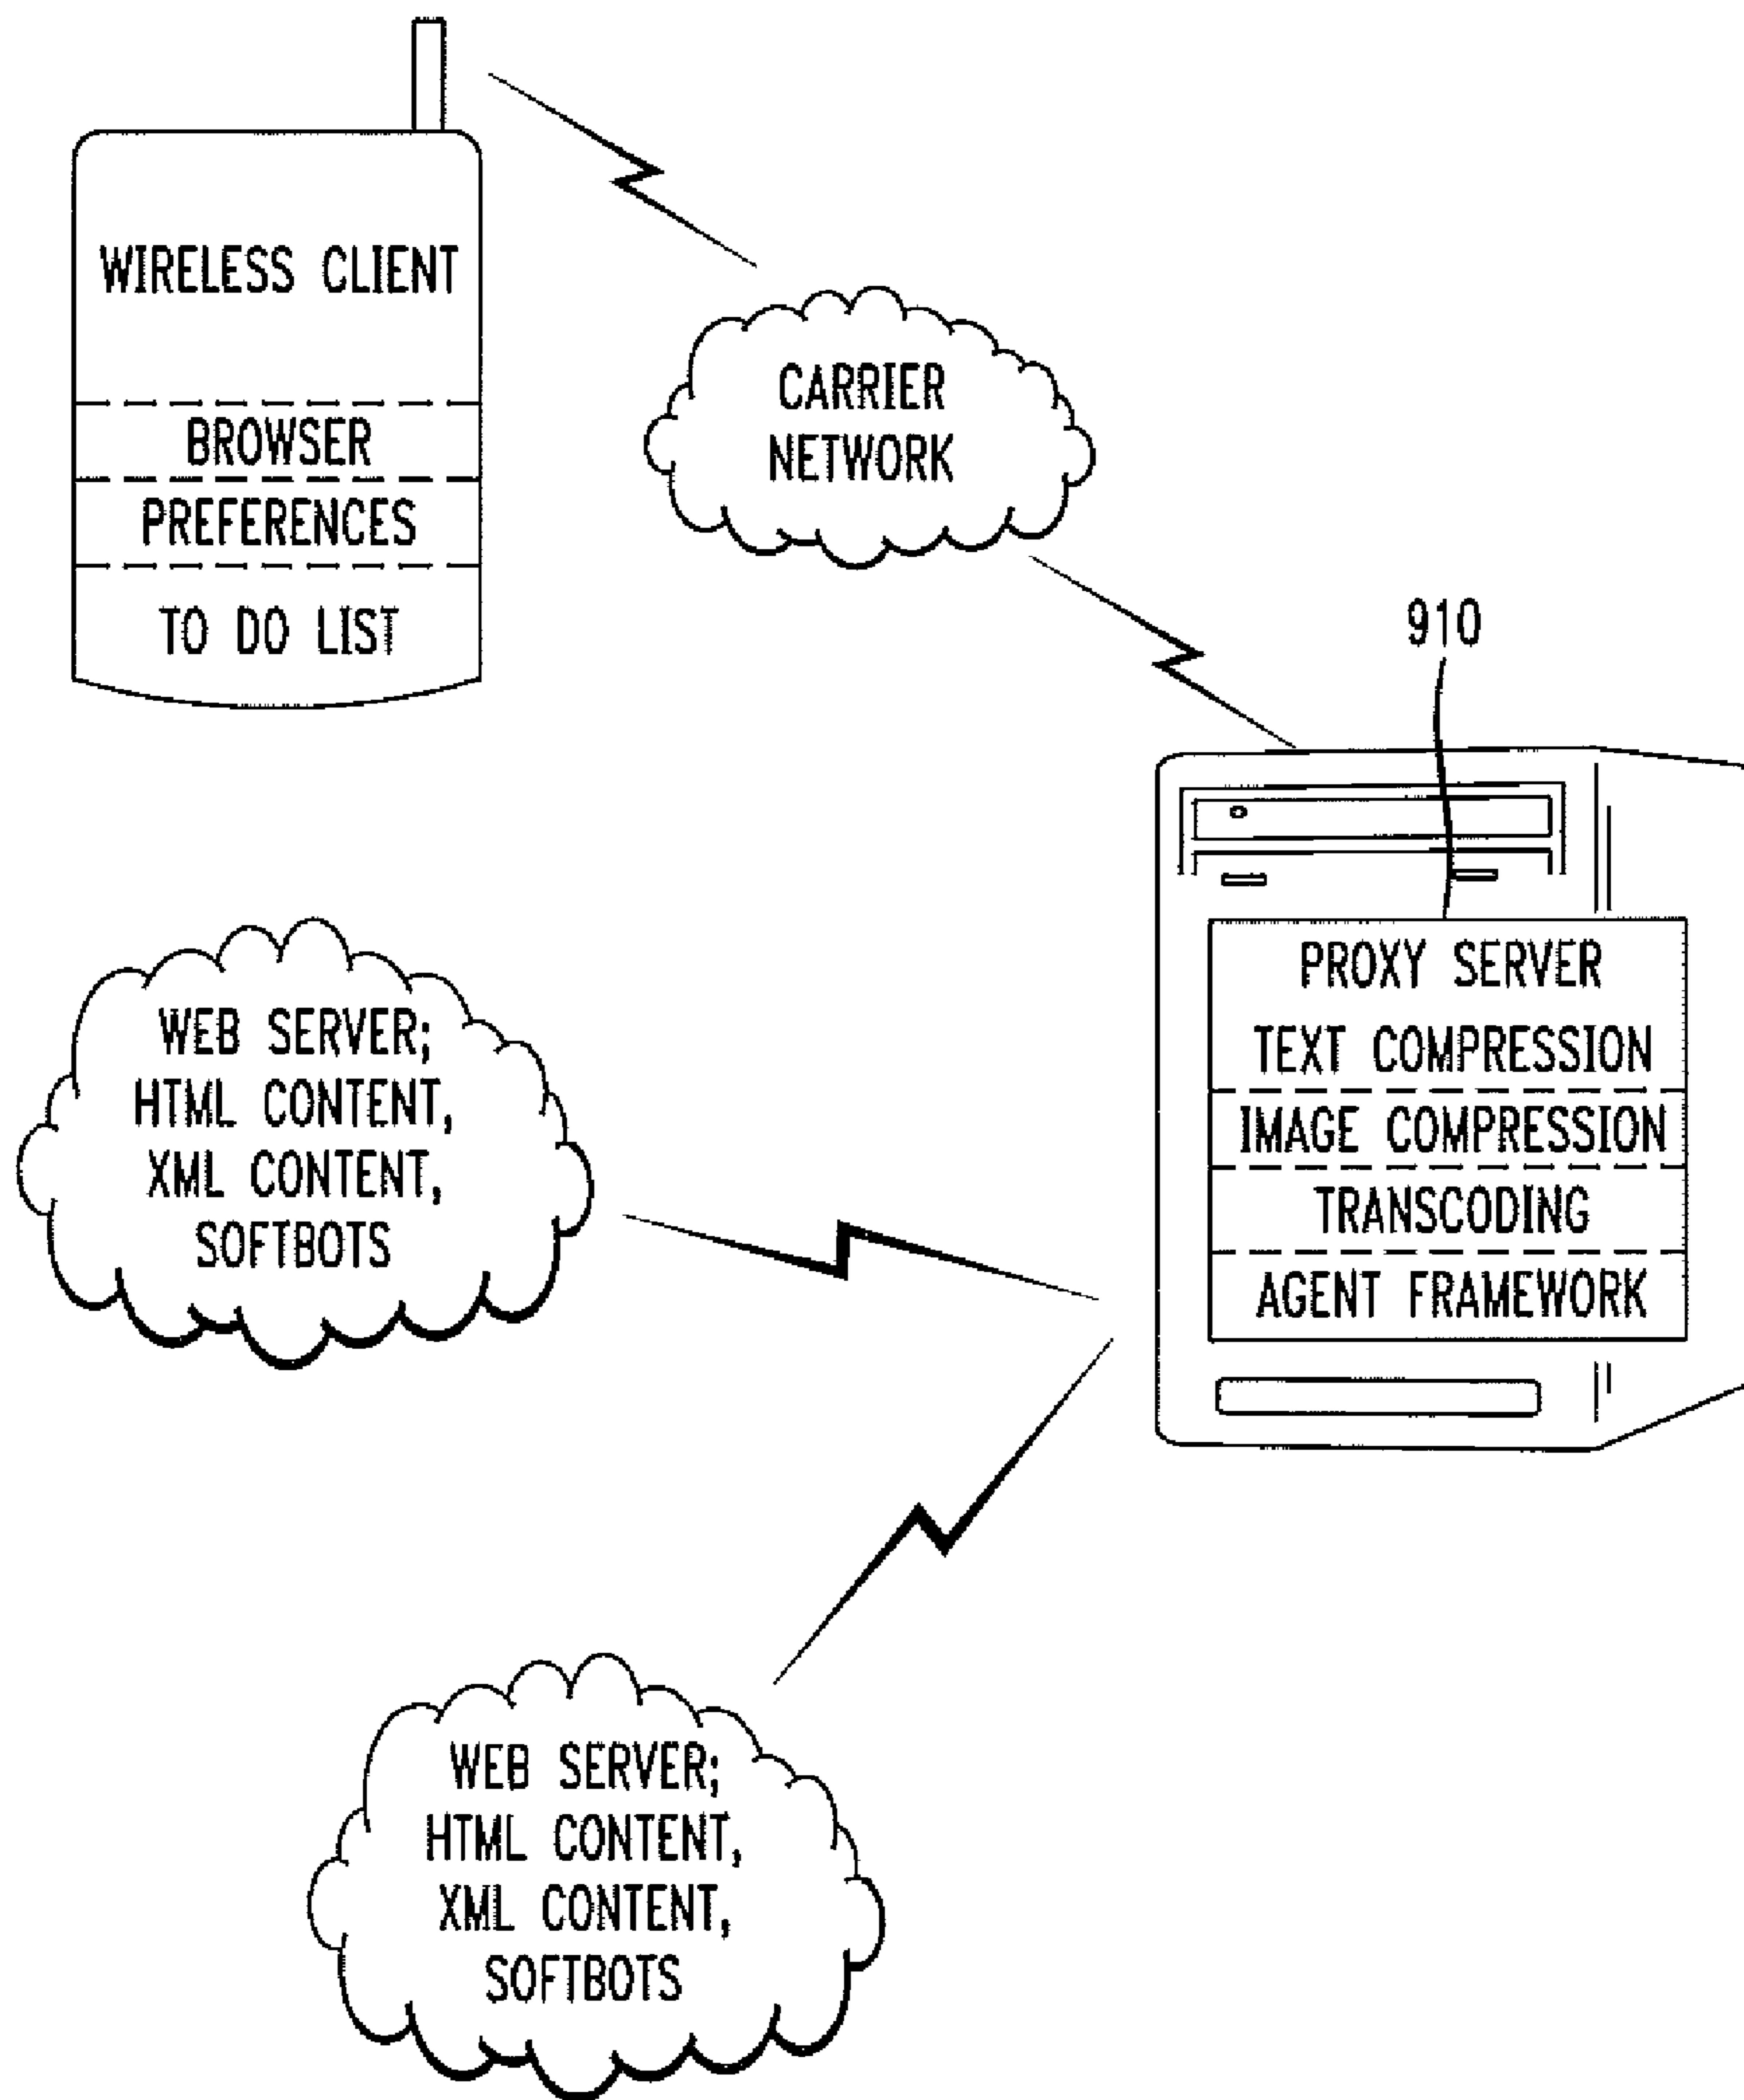 WIRELESS CLIENT
BROWSER
PREFERENCES
TO DO LIST
CARRIER
NETWORK
910
PROXY SERVER
TEXT COMPRESSION
IMAGE COMPRESSION
TRANSCODING
AGENT FRAMEWORK
WEB SERVER;
HTML CONTENT,
XML CONTENT,
SOFTBOTS
WEB SERVER;
HTML CONTENT,
XML CONTENT,
SOFTBOTS